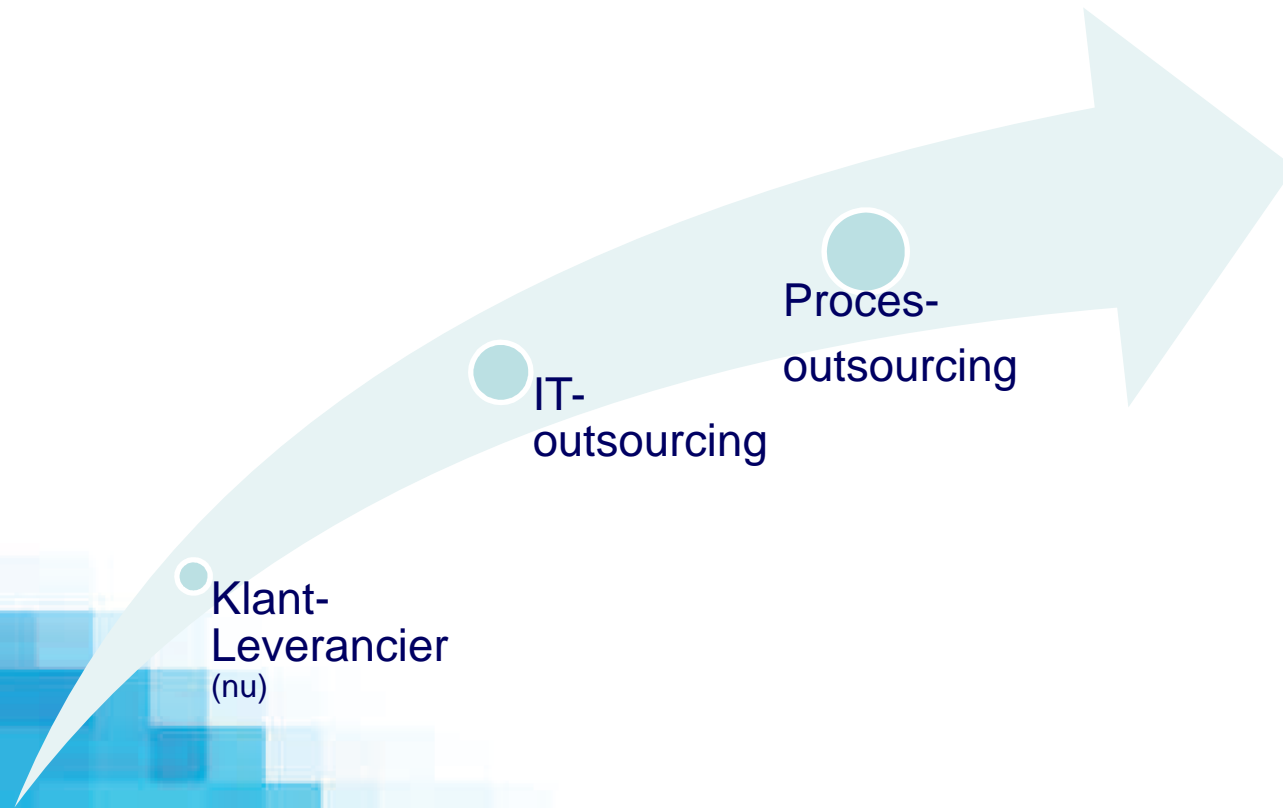 Proces-
outsourcing
IT-
outsourcing
Klant-
Leverancier
(nu)